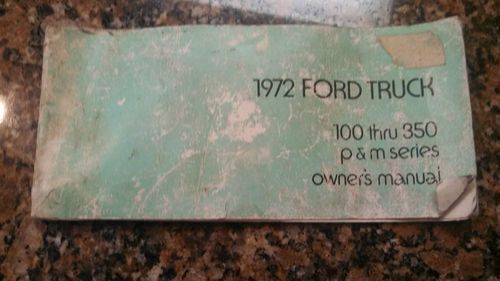 1972 FORD TRUCK
100 thru 350
p & m series
owner's manual